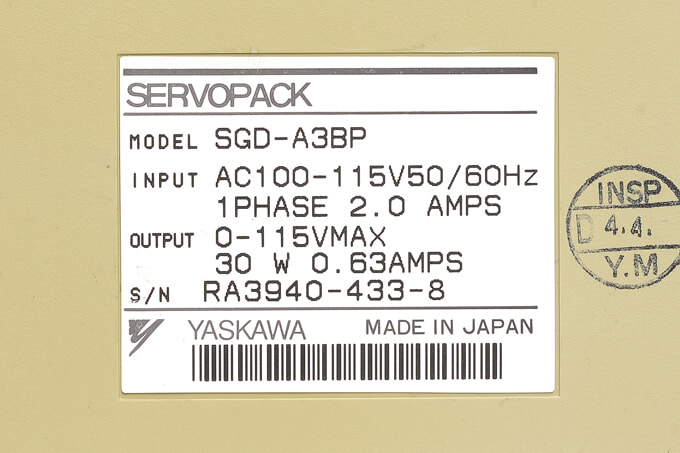 SERVOPACK
MODEL SGD-A3BP
INPUT AC100-115V50/60Hz
1PHASE 2.0 AMPS
OUTPUT 0-115VMAX
30 W 0.63AMPS
S/N RA3940-433-8
YASKAWA MADE IN JAPAN
INSP
D 4.4.
Y.M